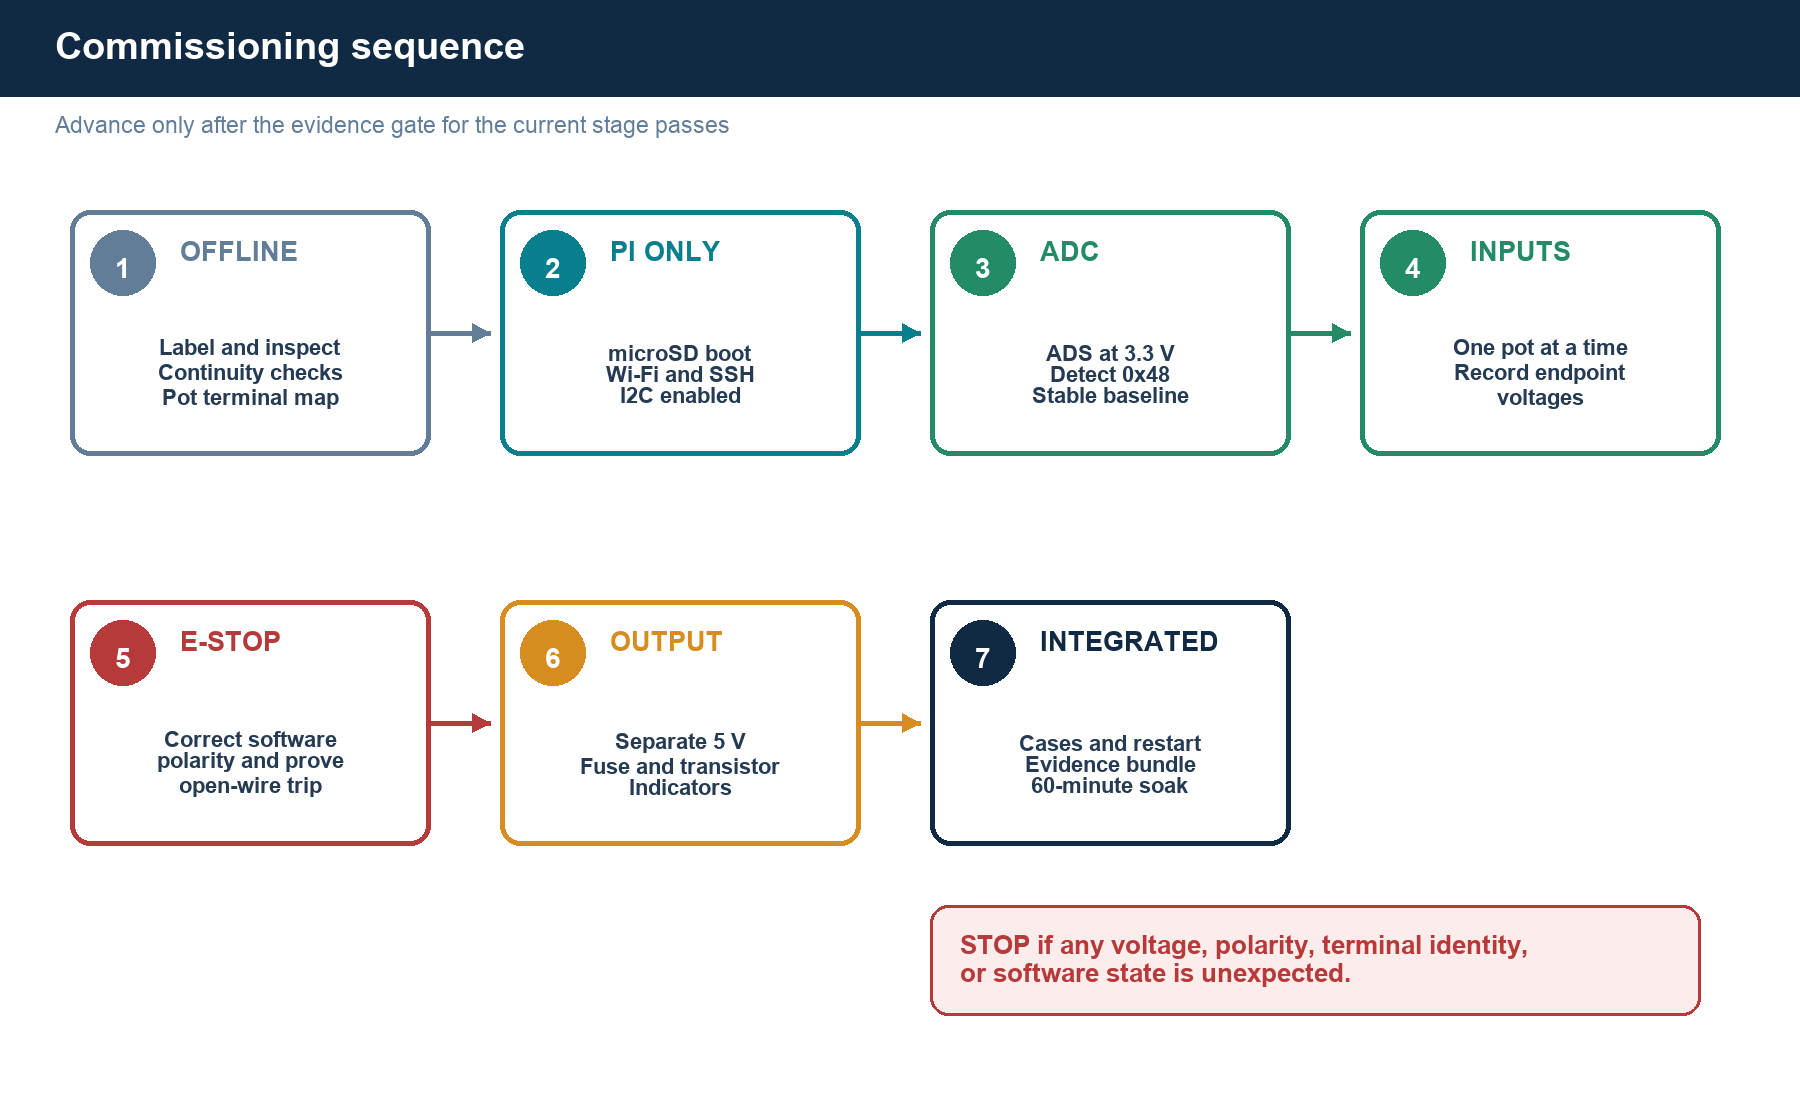 Commissioning sequence
Advance only after the evidence gate for the current stage passes
1
OFFLINE
Label and inspect
Continuity checks
Pot terminal map
2
PI ONLY
microSD boot
Wi-Fi and SSH
I2C enabled
3
ADC
ADS at 3.3 V
Detect 0x48
Stable baseline
4
INPUTS
One pot at a time
Record endpoint
voltages
5
E-STOP
Correct software
polarity and prove
open-wire trip
6
OUTPUT
Separate 5 V
Fuse and transistor
Indicators
7
INTEGRATED
Cases and restart
Evidence bundle
60-minute soak
STOP if any voltage, polarity, terminal identity,
or software state is unexpected.